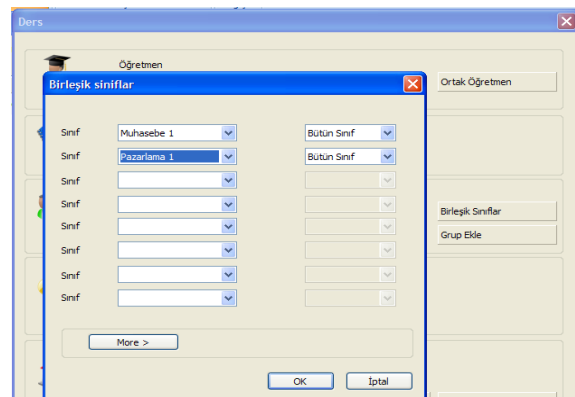 Ders
Öğretmen
Ortak Öğretmen
Birleşik siniflar
Sınıf Muhasebe 1 Bütün Sınıf
Sınıf Pazarlama 1 Bütün Sınıf
Sınıf
Sınıf
Sınıf
Sınıf
Sınıf
Sınıf
Birleşik Sınıflar
Grup Ekle
More >
OK İptal